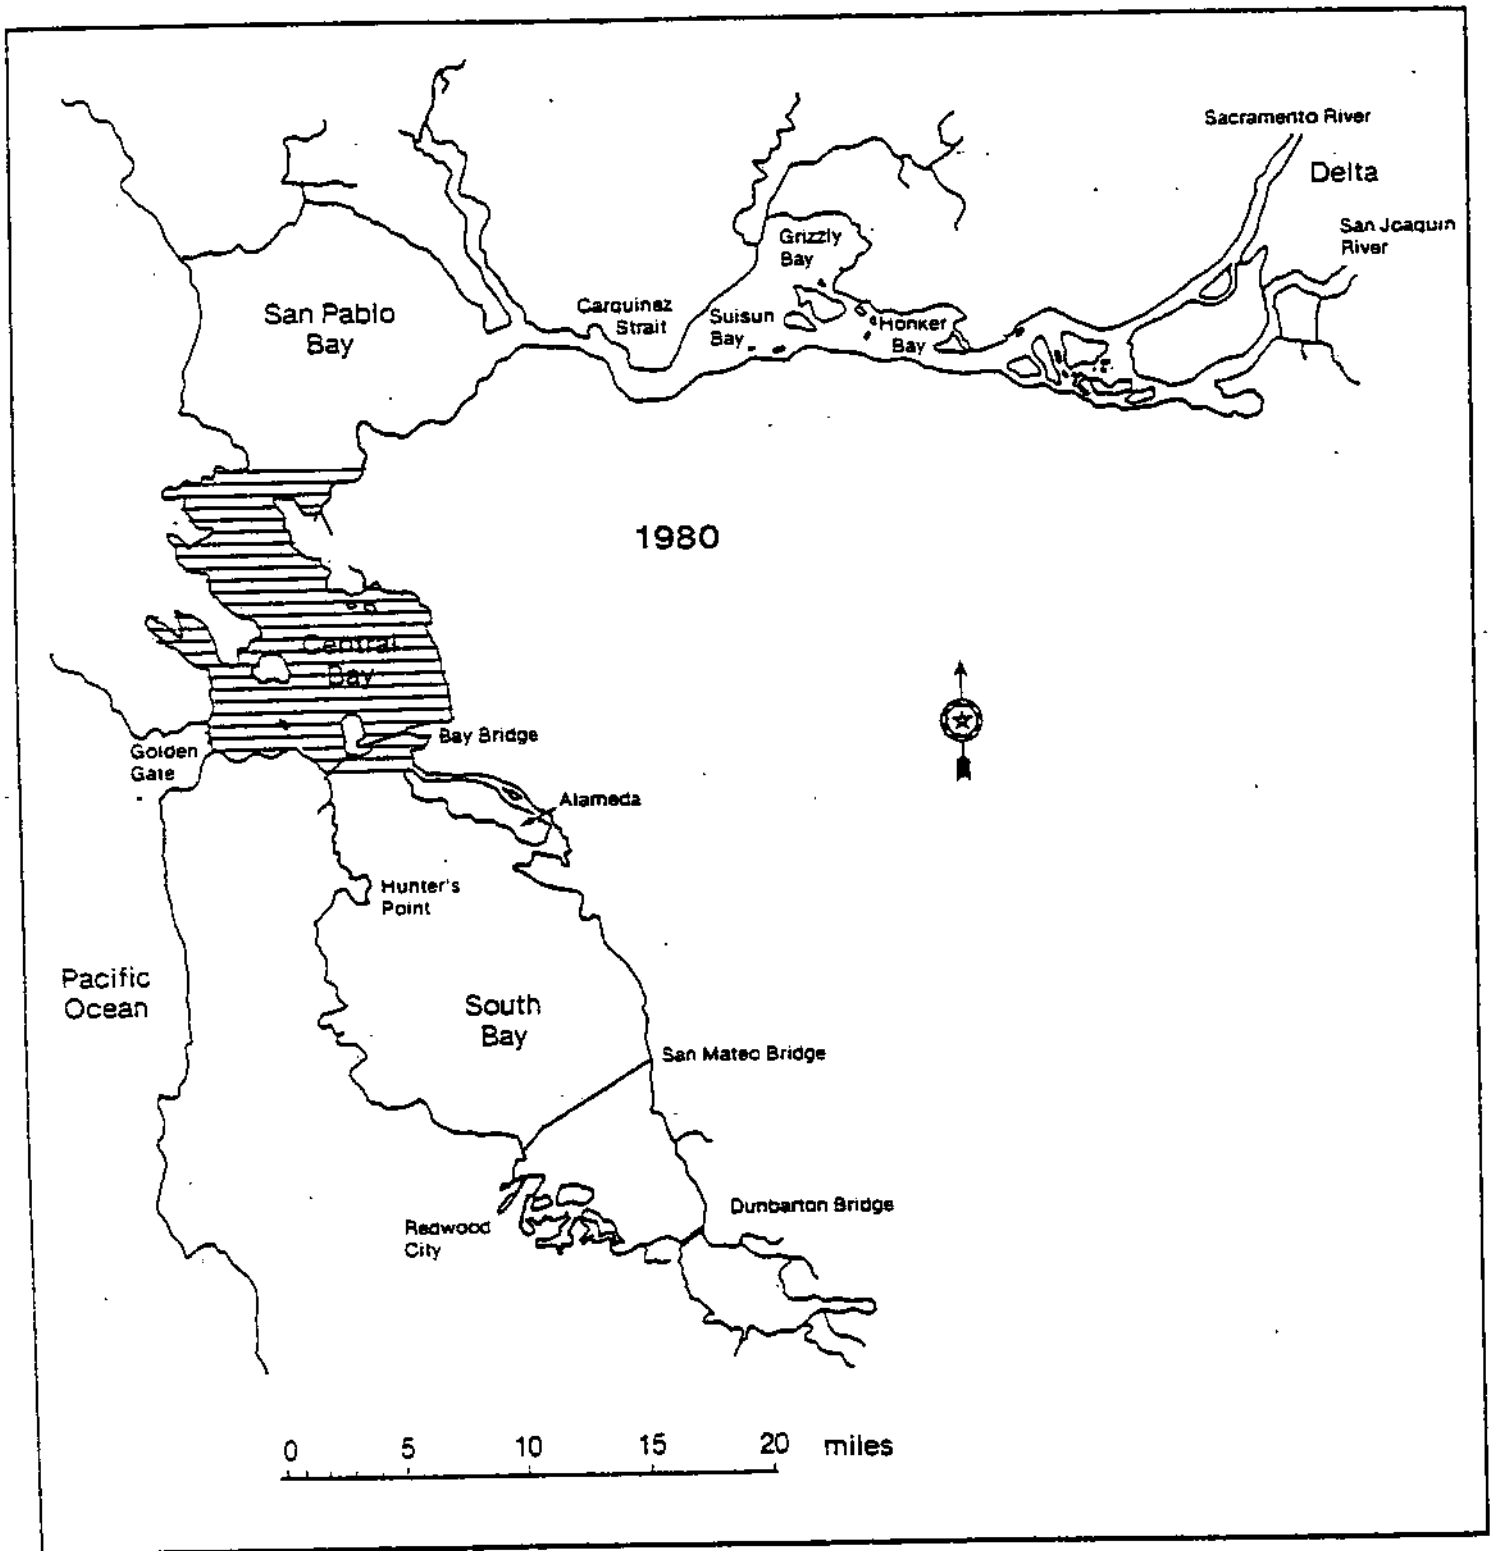 Sacramento River
Delta
San Joaquin
River
Grizzly
Bay
San Pablo
Bay
Carquinez
Strait
Suisun
Bay
Honker
Bay
1980
Central
Bay
Golden
Gate
Bay Bridge
Alameda
Hunter's
Point
Pacific
Ocean
South
Bay
San Mateo Bridge
Dunbarton Bridge
Redwood
City
0 5 10 15 20 miles